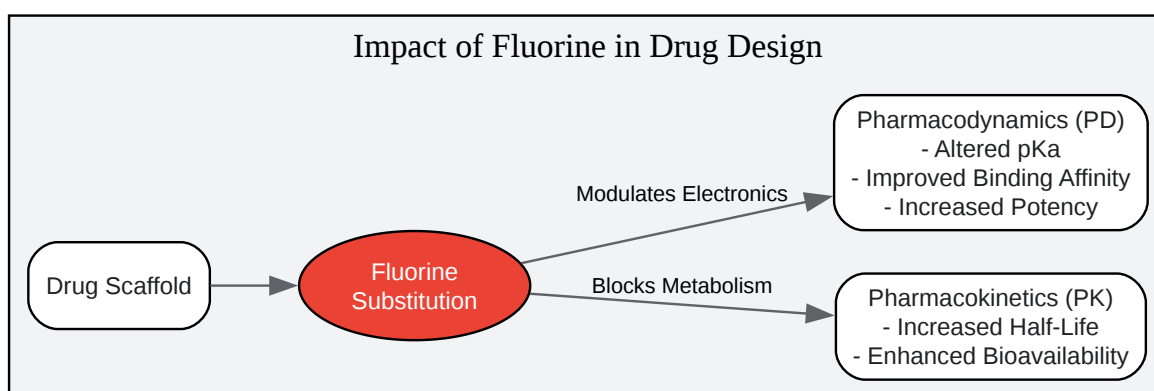 Impact of Fluorine in Drug Design
Drug Scaffold
Fluorine
Substitution
Modulates Electronics
Pharmacodynamics (PD)
- Altered pKa
- Improved Binding Affinity
- Increased Potency
Blocks Metabolism
Pharmacokinetics (PK)
- Increased Half-Life
- Enhanced Bioavailability